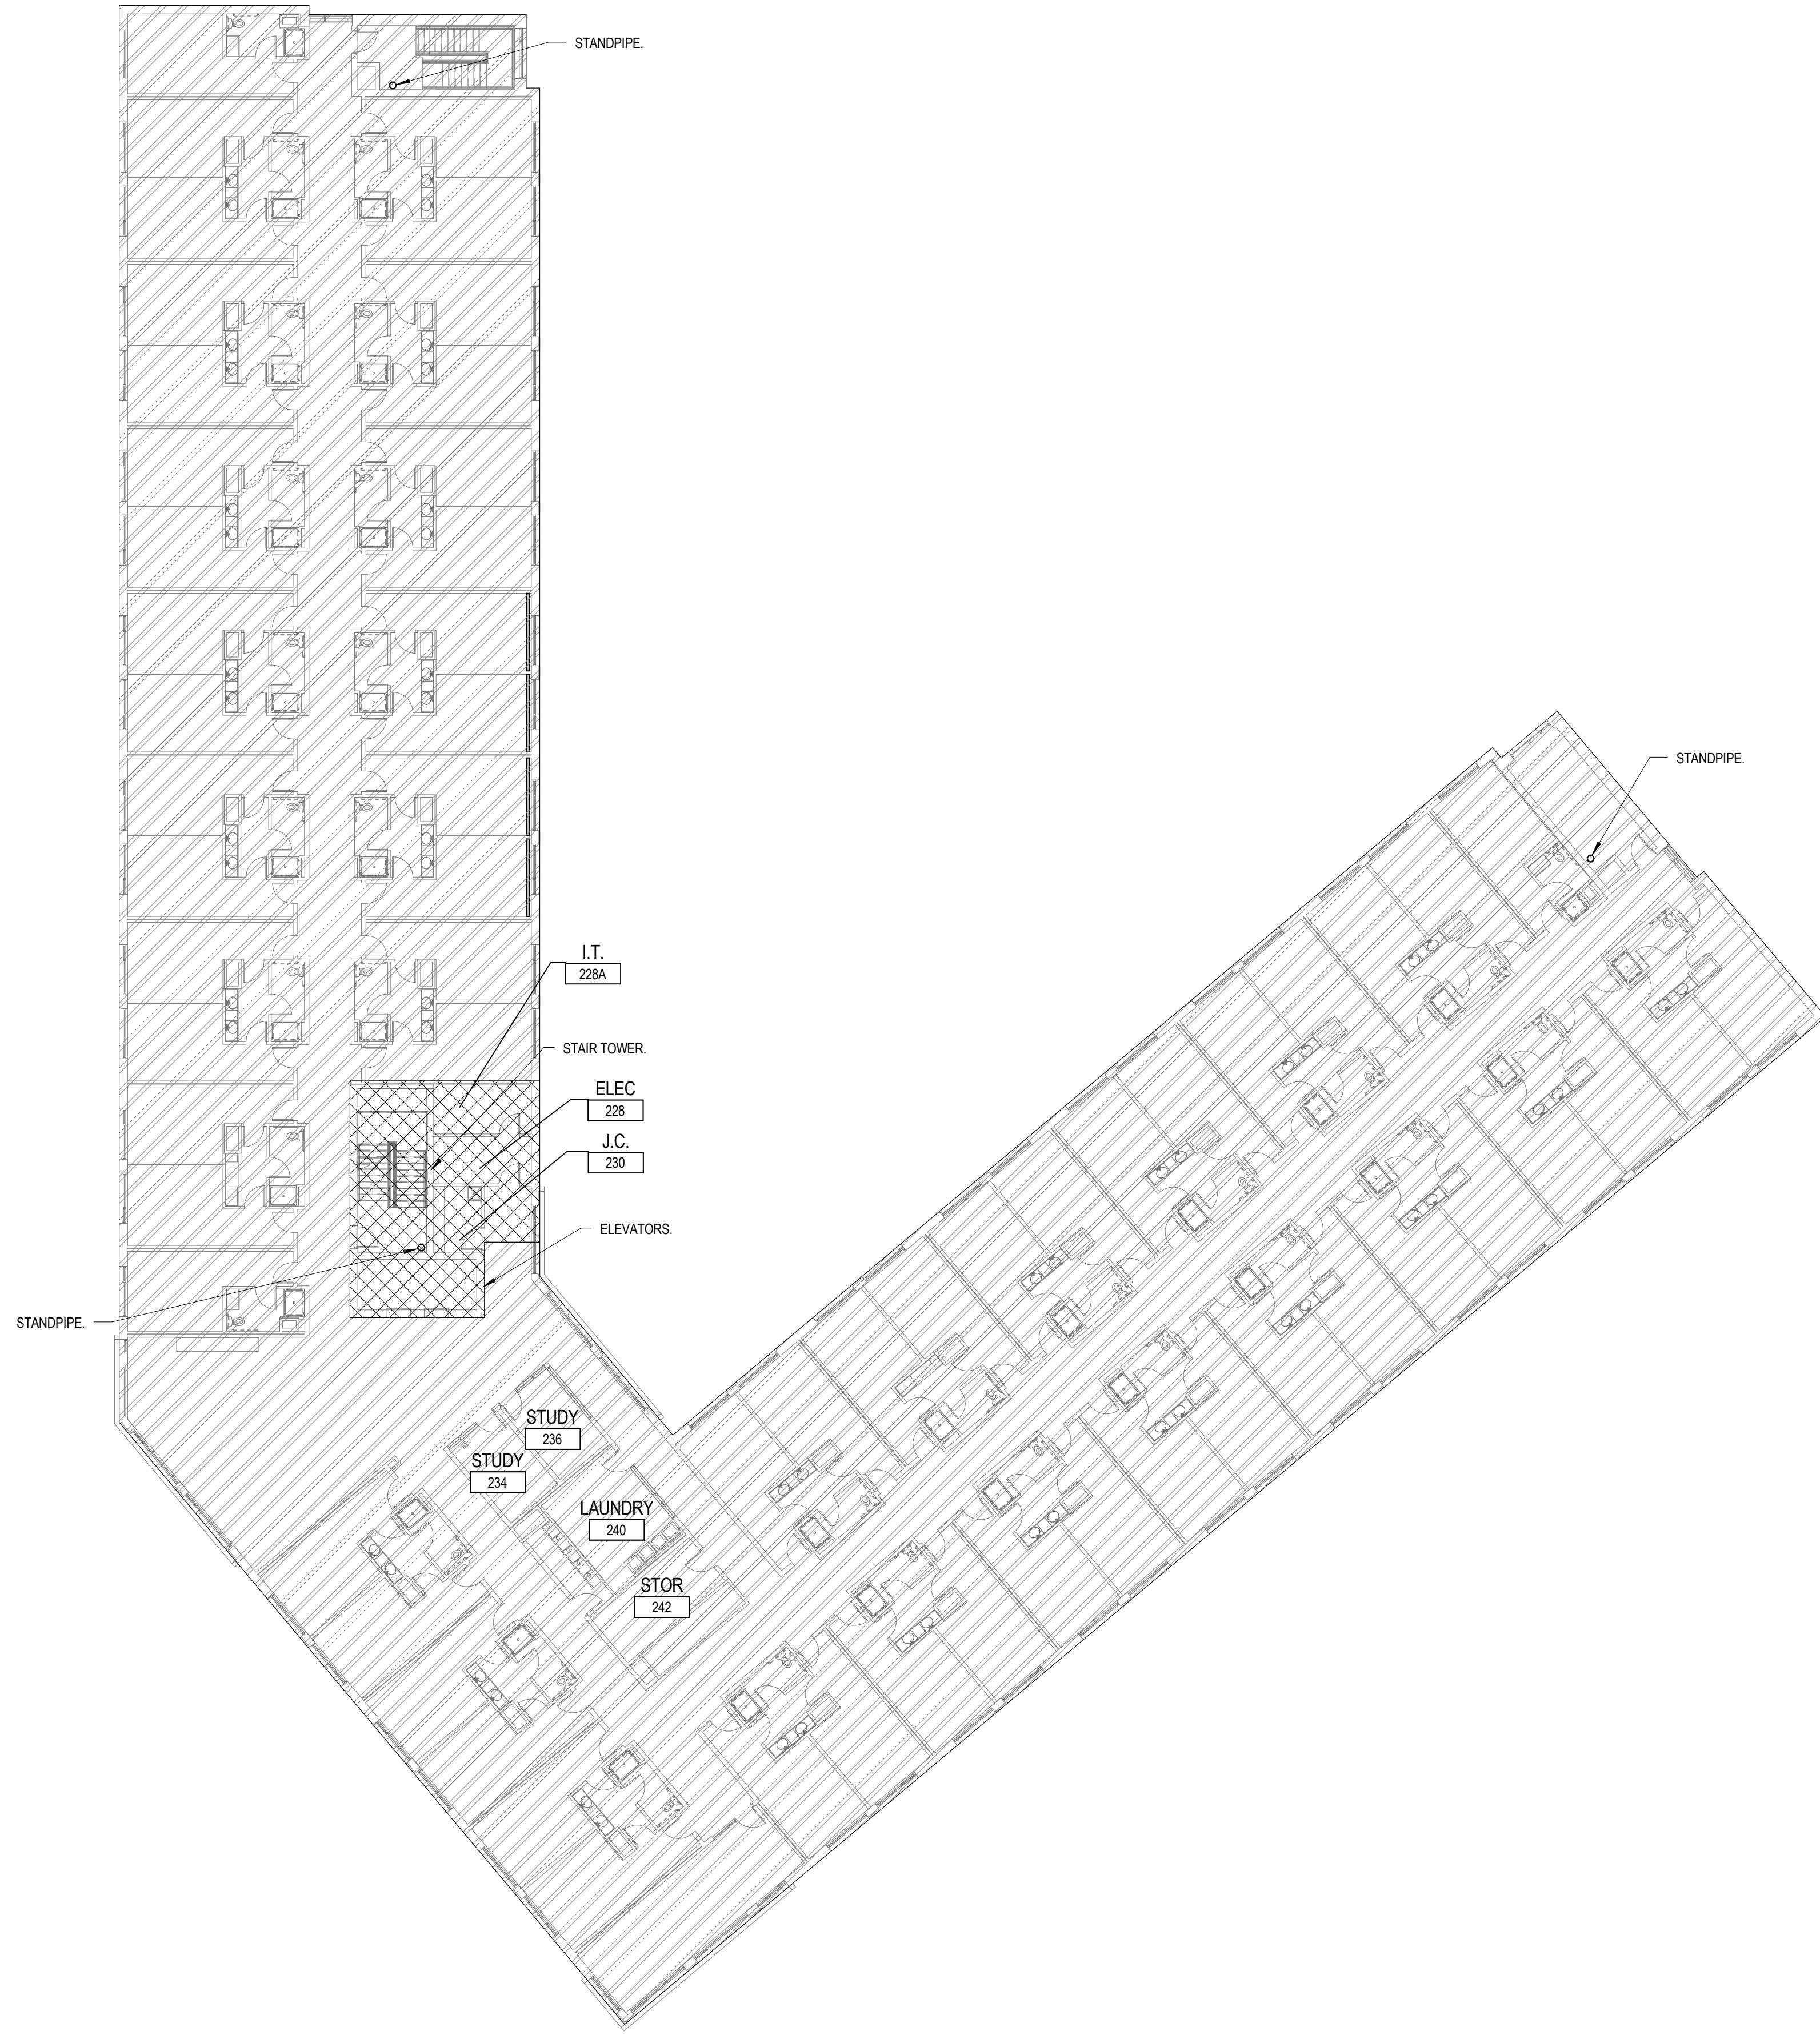 STANDPIPE.
STANDPIPE.
I.T.
228A
STAIR TOWER.
ELEC
228
J.C.
230
ELEVATORS.
STANDPIPE.
STUDY
236
STUDY
234
LAUNDRY
240
STOR
242